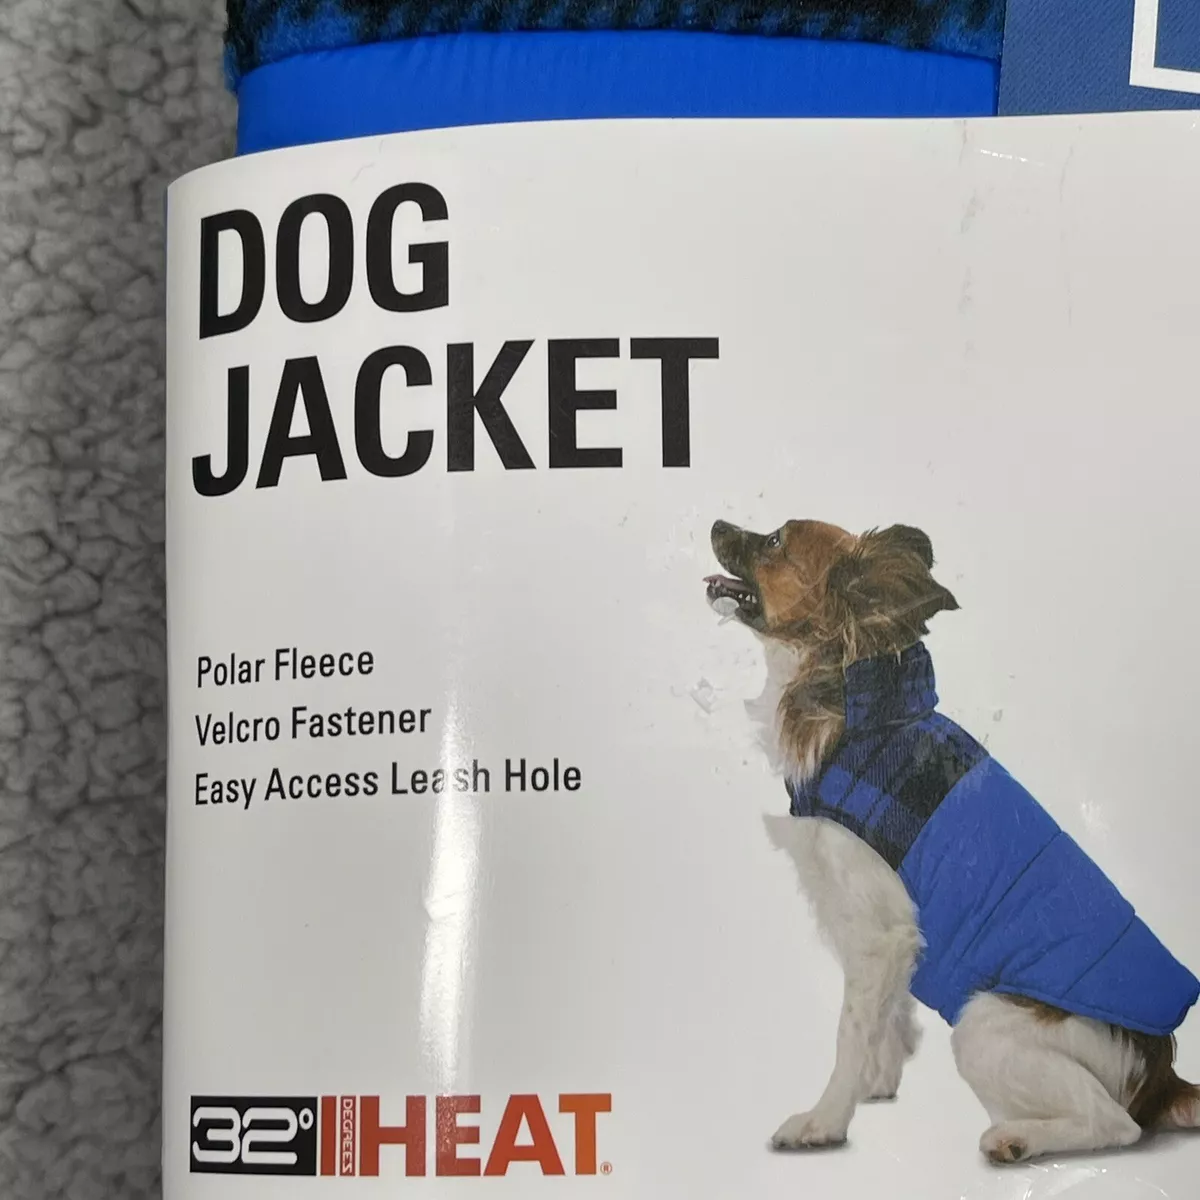 DOG
JACKET
Polar Fleece
Velcro Fastener
Easy Access Leash Hole
32° DEGREES HEAT®